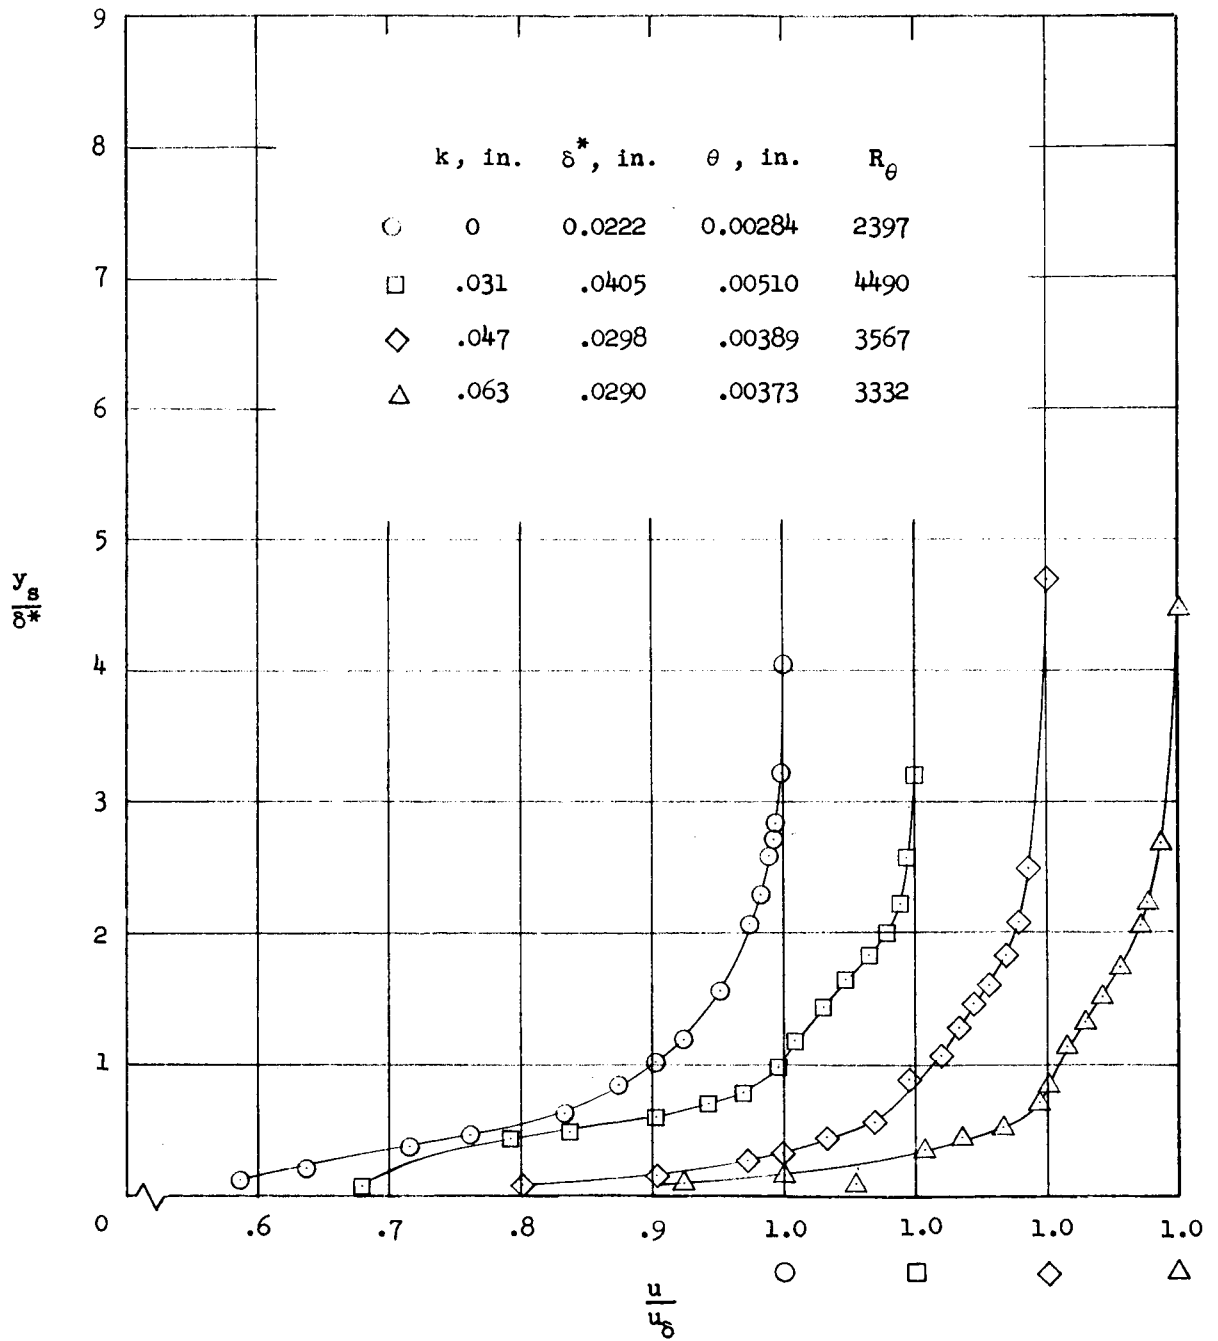 9
8
7
6
5
4
3
2
1
0
y_s
δ*
k, in. δ*, in. θ, in. R_θ
○ 0 0.0222 0.00284 2397
□ .031 .0405 .00510 4490
◇ .047 .0298 .00389 3567
△ .063 .0290 .00373 3332
.6 .7 .8 .9 1.0 1.0 1.0 1.0
○ □ ◇ △
u
u_δ